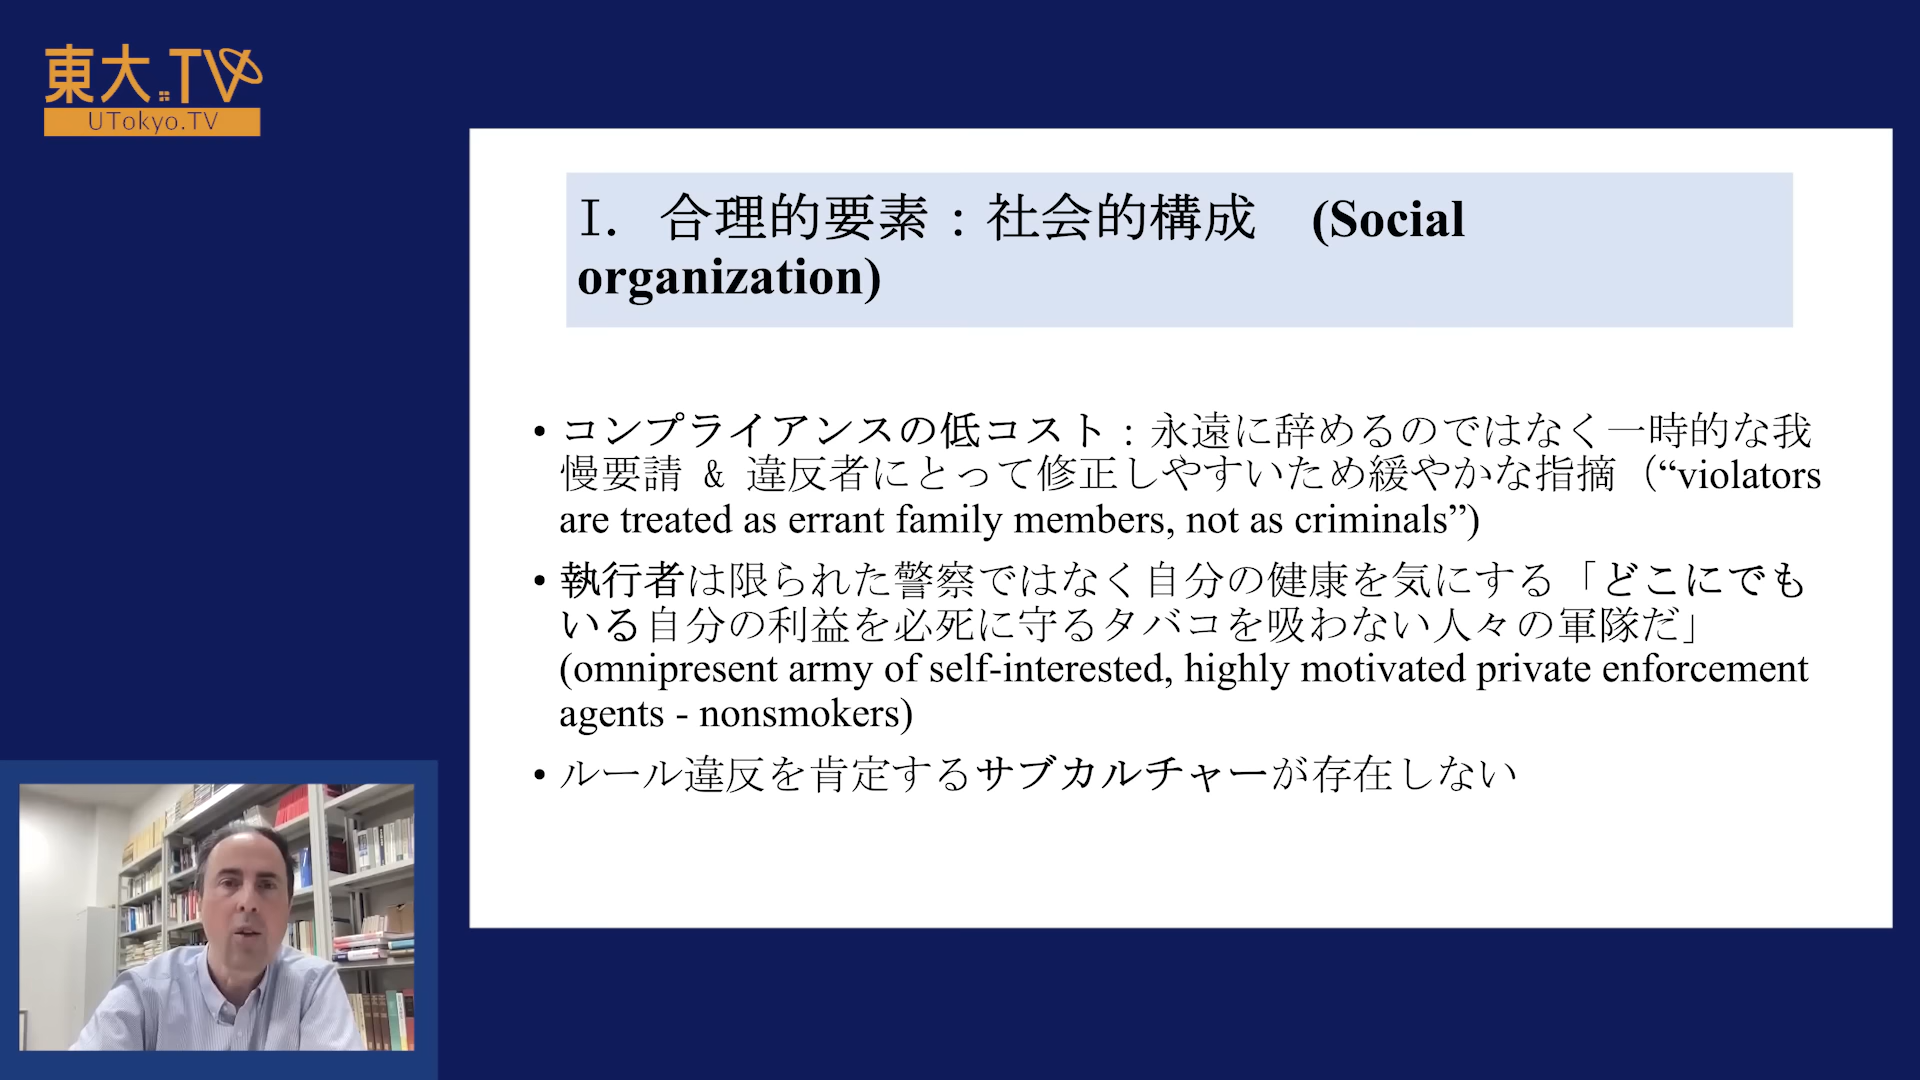 東大.TV
UTokyo.TV
I. 合理的要素：社会的構成 (Social
organization)
• コンプライアンスの低コスト：永遠に辞めるのではなく一時的な我
慢要請 & 違反者にとって修正しやすいため緩やかな指摘（“violators
are treated as errant family members, not as criminals”)
• 執行者は限られた警察ではなく自分の健康を気にする「どこにでも
いる自分の利益を必死に守るタバコを吸わない人々の軍隊だ」
(omnipresent army of self-interested, highly motivated private enforcement
agents - nonsmokers)
• ルール違反を肯定するサブカルチャーが存在しない